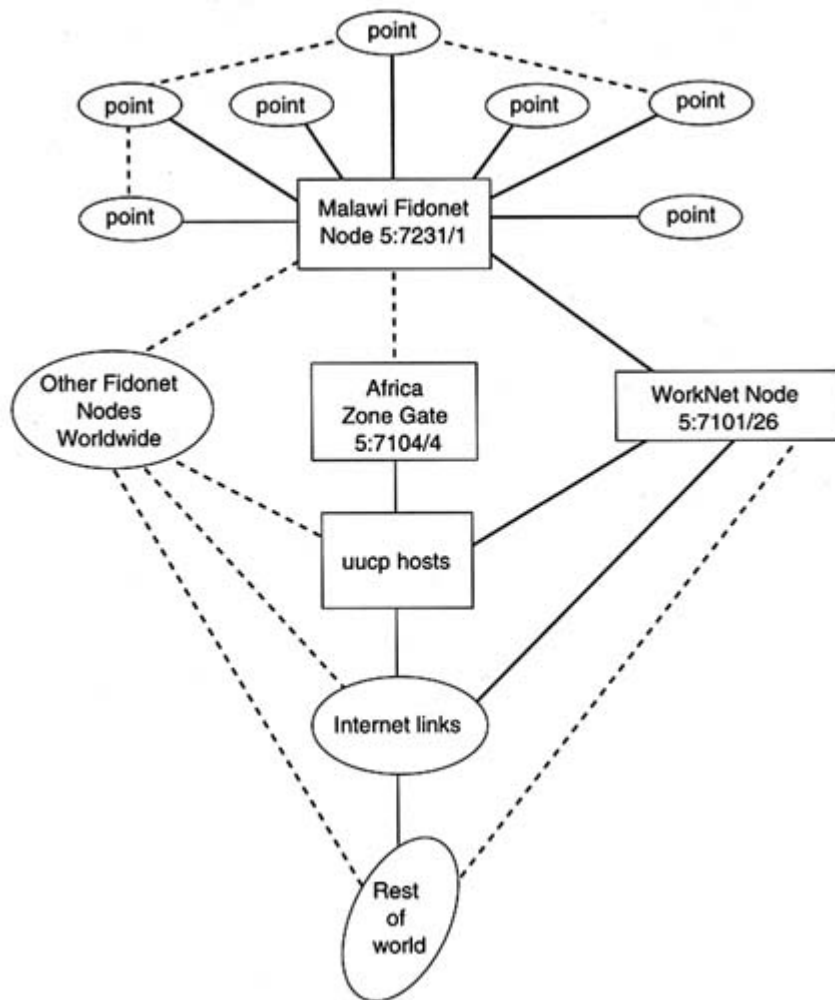 point
point
point
point
point
point
point
Malawi Fidonet
Node 5:7231/1
Other Fidonet
Nodes
Worldwide
Africa
Zone Gate
5:7104/4
WorkNet Node
5:7101/26
uucp hosts
Internet links
Rest
of
world